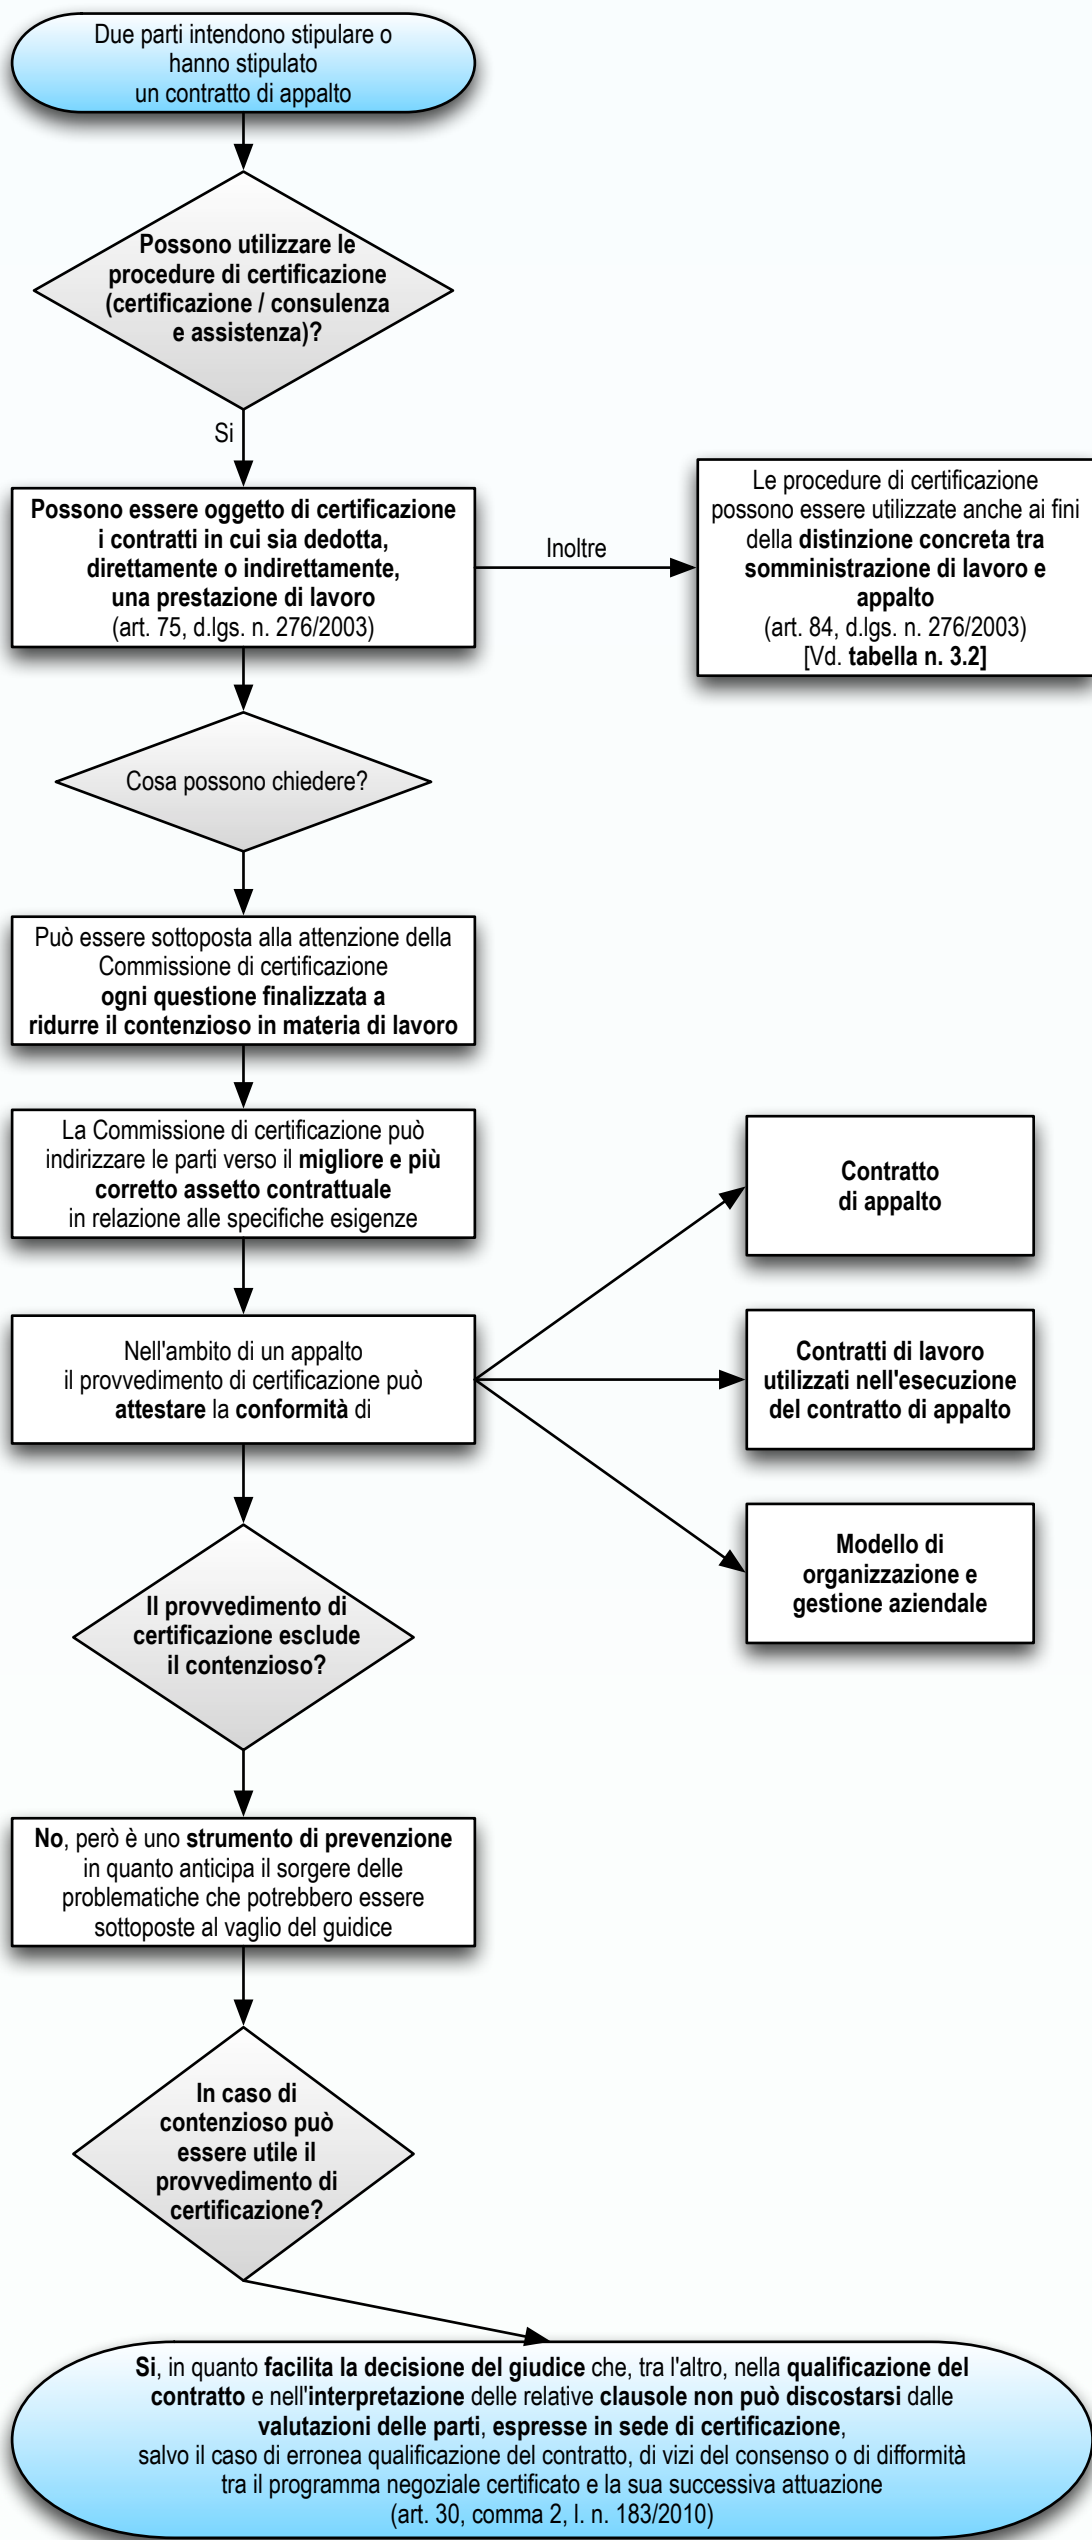 Due parti intendono stipulare o
hanno stipulato
un contratto di appalto
Possono utilizzare le
procedure di certificazione
(certificazione / consulenza
e assistenza)?
Si
Possono essere oggetto di certificazione
i contratti in cui sia dedotta,
direttamente o indirettamente,
una prestazione di lavoro
(art. 75, d.lgs. n. 276/2003)
Inoltre
Le procedure di certificazione
possono essere utilizzate anche ai fini
della distinzione concreta tra
somministrazione di lavoro e
appalto
(art. 84, d.lgs. n. 276/2003)
[Vd. tabella n. 3.2]
Cosa possono chiedere?
Può essere sottoposta alla attenzione della
Commissione di certificazione
ogni questione finalizzata a
ridurre il contenzioso in materia di lavoro
La Commissione di certificazione può
indirizzare le parti verso il migliore e più
corretto assetto contrattuale
in relazione alle specifiche esigenze
Nell'ambito di un appalto
il provvedimento di certificazione può
attestare la conformità di
Contratto
di appalto
Contratti di lavoro
utilizzati nell'esecuzione
del contratto di appalto
Modello di
organizzazione e
gestione aziendale
Il provvedimento di
certificazione esclude
il contenzioso?
No, però è uno strumento di prevenzione
in quanto anticipa il sorgere delle
problematiche che potrebbero essere
sottoposte al vaglio del guidice
In caso di
contenzioso può
essere utile il
provvedimento di
certificazione?
Si, in quanto facilita la decisione del giudice che, tra l'altro, nella qualificazione del
contratto e nell'interpretazione delle relative clausole non può discostarsi dalle
valutazioni delle parti, espresse in sede di certificazione,
salvo il caso di erronea qualificazione del contratto, di vizi del consenso o di difformità
tra il programma negoziale certificato e la sua successiva attuazione
(art. 30, comma 2, l. n. 183/2010)